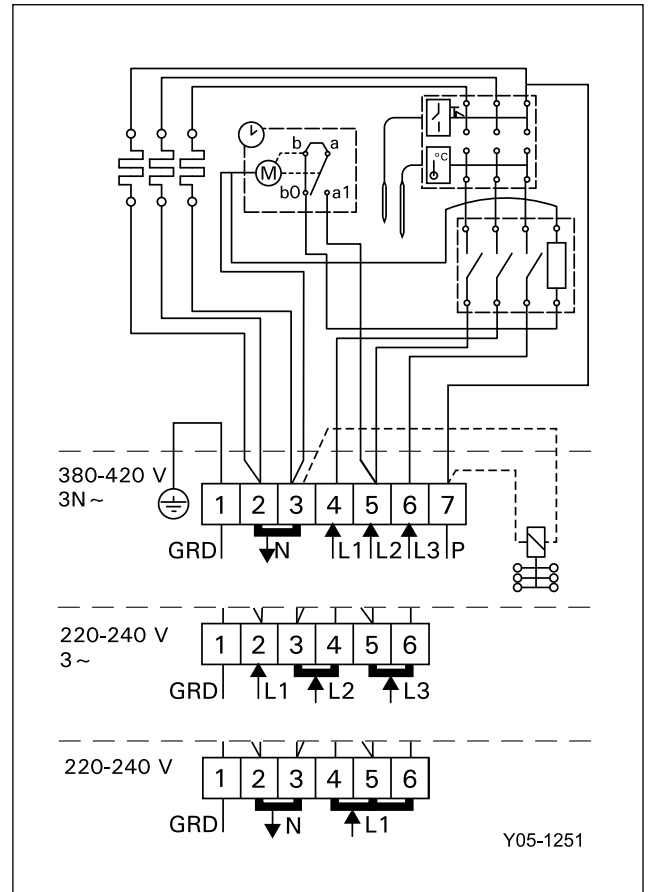 b a
M
b0 a1
°C
380-420 V
3N~
1 2 3 4 5 6 7
GRD N L1 L2 L3 P
220-240 V
3~
1 2 3 4 5 6
GRD L1 L2 L3
220-240 V
1 2 3 4 5 6
GRD N L1
Y05-1251